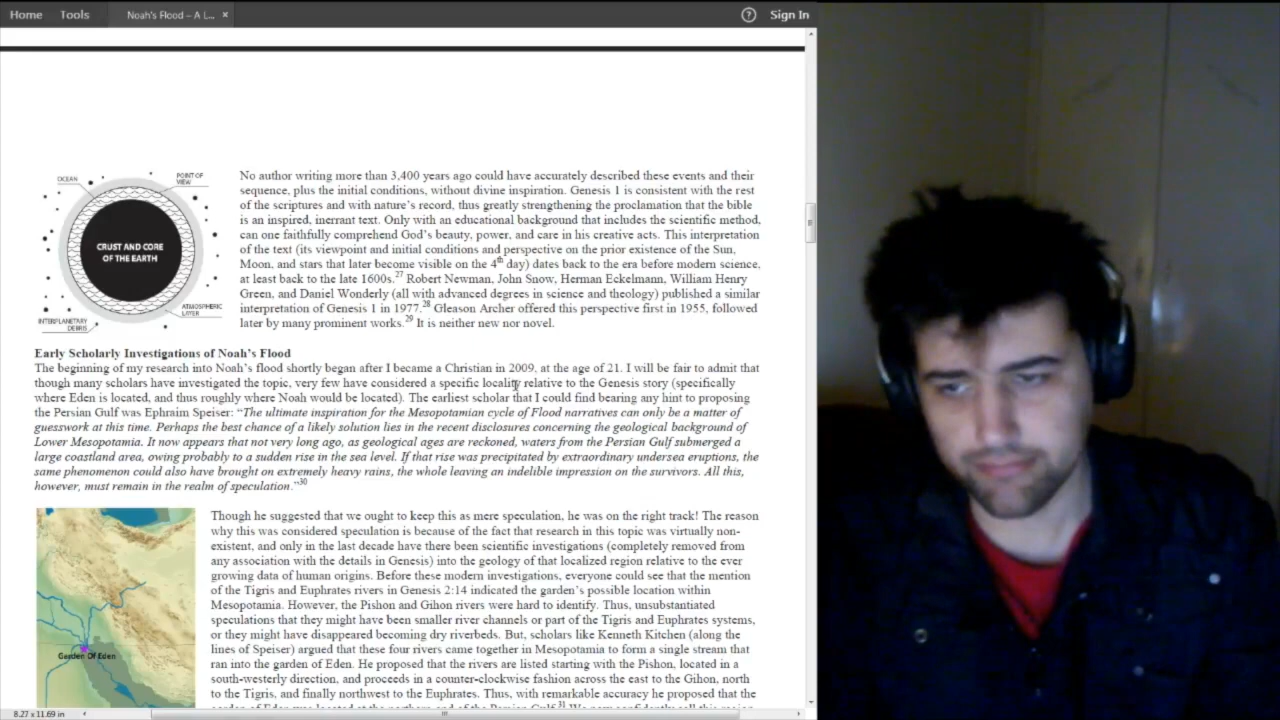 Home Tools Noah's Flood – A L... × ? Sign In
OCEAN
POINT OF
VIEW
CRUST AND CORE
OF THE EARTH
ATMOSPHERIC
LAYER
INTERPLANETARY
DEBRIS
No author writing more than 3,400 years ago could have accurately described these events and their
sequence, plus the initial conditions, without divine inspiration. Genesis 1 is consistent with the rest
of the scriptures and with nature's record, thus greatly strengthening the proclamation that the bible
is an inspired, inerrant text. Only with an educational background that includes the scientific method,
can one faithfully comprehend God's beauty, power, and care in his creative acts. This interpretation
of the text (its viewpoint and initial conditions and perspective on the prior existence of the Sun,
Moon, and stars that later become visible on the 4th day) dates back to the era before modern science,
at least back to the late 1600s.27 Robert Newman, John Snow, Herman Eckelmann, William Henry
Green, and Daniel Wonderly (all with advanced degrees in science and theology) published a similar
interpretation of Genesis 1 in 1977.28 Gleason Archer offered this perspective first in 1955, followed
later by many prominent works.29 It is neither new nor novel.
Early Scholarly Investigations of Noah's Flood
The beginning of my research into Noah's flood shortly began after I became a Christian in 2009, at the age of 21. I will be fair to admit that
though many scholars have investigated the topic, very few have considered a specific locality relative to the Genesis story (specifically
where Eden is located, and thus roughly where Noah would be located). The earliest scholar that I could find bearing any hint to proposing
the Persian Gulf was Ephraim Speiser: “The ultimate inspiration for the Mesopotamian cycle of Flood narratives can only be a matter of
guesswork at this time. Perhaps the best chance of a likely solution lies in the recent disclosures concerning the geological background of
Lower Mesopotamia. It now appears that not very long ago, as geological ages are reckoned, waters from the Persian Gulf submerged a
large coastland area, owing probably to a sudden rise in the sea level. If that rise was precipitated by extraordinary undersea eruptions, the
same phenomenon could also have brought on extremely heavy rains, the whole leaving an indelible impression on the survivors. All this,
however, must remain in the realm of speculation.”30
Garden Of Eden
Though he suggested that we ought to keep this as mere speculation, he was on the right track! The reason
why this was considered speculation is because of the fact that research in this topic was virtually non-
existent, and only in the last decade have there been scientific investigations (completely removed from
any association with the details in Genesis) into the geology of that localized region relative to the ever
growing data of human origins. Before these modern investigations, everyone could see that the mention
of the Tigris and Euphrates rivers in Genesis 2:14 indicated the garden's possible location within
Mesopotamia. However, the Pishon and Gihon rivers were hard to identify. Thus, unsubstantiated
speculations that they might have been smaller river channels or part of the Tigris and Euphrates systems,
or they might have disappeared becoming dry riverbeds. But, scholars like Kenneth Kitchen (along the
lines of Speiser) argued that these four rivers came together in Mesopotamia to form a single stream that
ran into the garden of Eden. He proposed that the rivers are listed starting with the Pishon, located in a
south-westerly direction, and proceeds in a counter-clockwise fashion across the east to the Gihon, north
to the Tigris, and finally northwest to the Euphrates. Thus, with remarkable accuracy he proposed that the
8.27 x 11.69 in